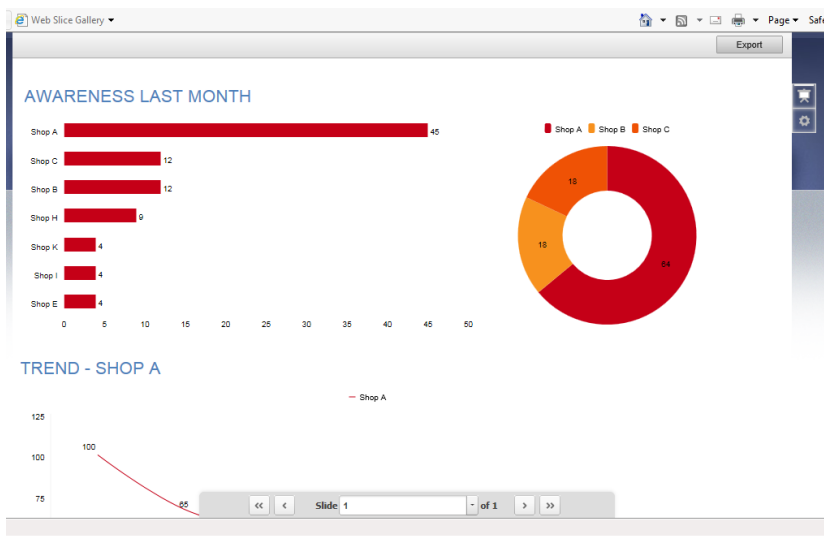 Web Slice Gallery
Page Safe
Export
AWARENESS LAST MONTH
Shop A 45
Shop C 12
Shop B 12
Shop H 9
Shop K 4
Shop I 4
Shop E 4
0 5 10 15 20 25 30 35 40 45 50
Shop A Shop B Shop C
18
18
64
TREND - SHOP A
Shop A
125
100
100
75
Slide 1 of 1